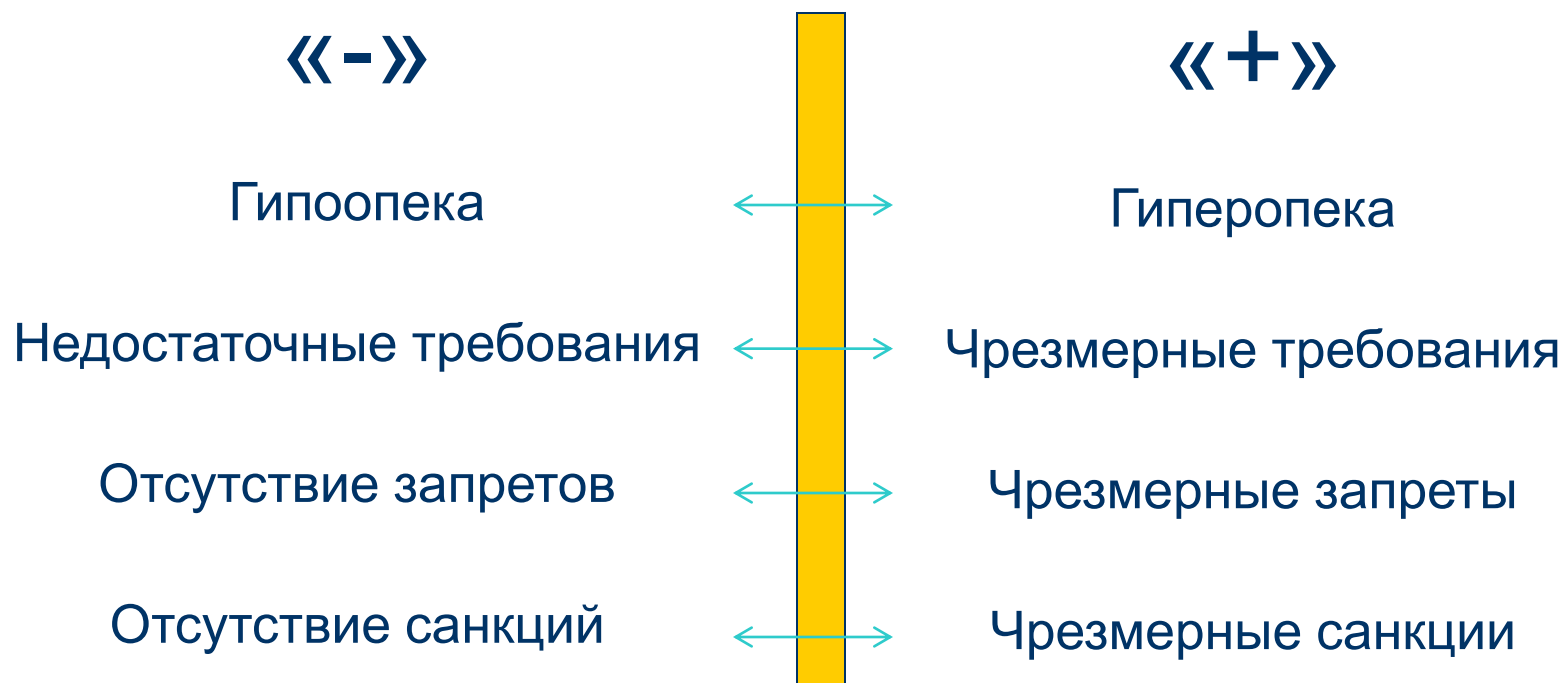 «-»
«+»
Гипоопека
Гиперопека
Недостаточные требования
Чрезмерные требования
Отсутствие запретов
Чрезмерные запреты
Отсутствие санкций
Чрезмерные санкции